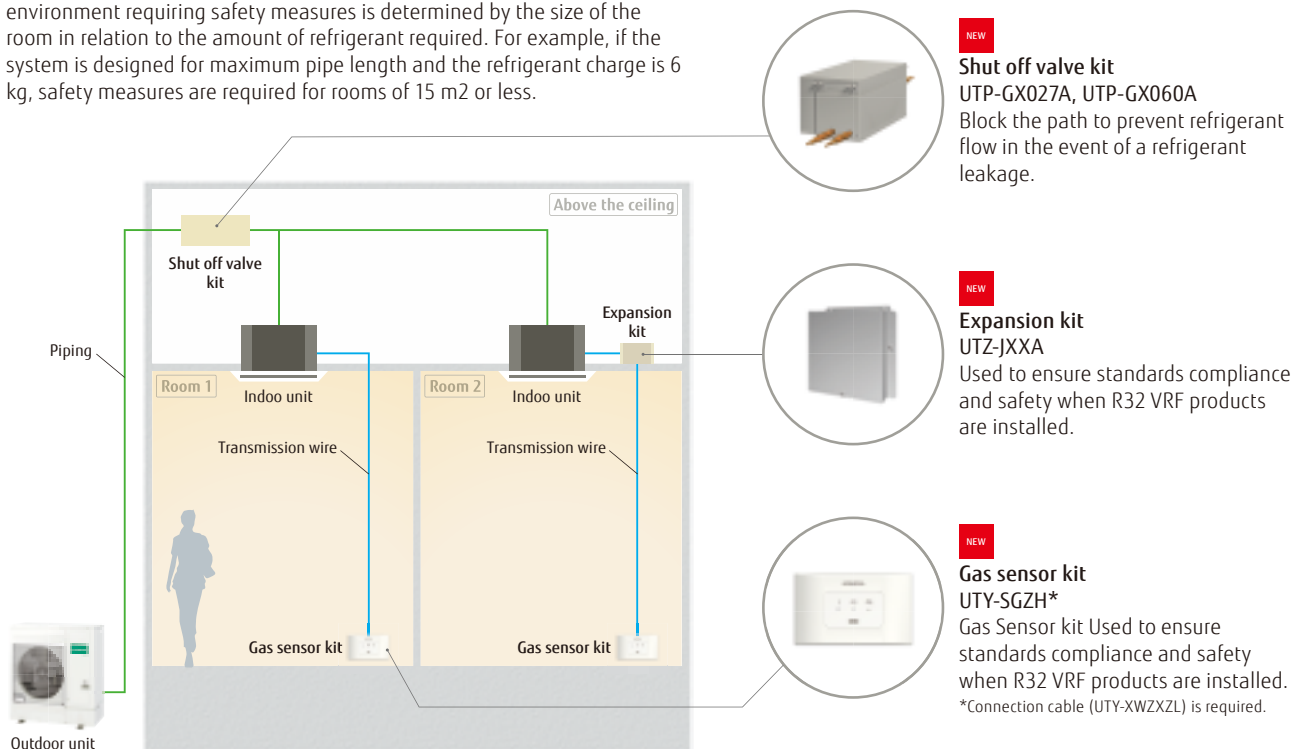 environment requiring safety measures is determined by the size of the
room in relation to the amount of refrigerant required. For example, if the
system is designed for maximum pipe length and the refrigerant charge is 6
kg, safety measures are required for rooms of 15 m2 or less.
NEW
Shut off valve kit
UTP-GX027A, UTP-GX060A
Block the path to prevent refrigerant
flow in the event of a refrigerant
leakage.
Above the ceiling
Shut off valve
kit
Expansion
kit
Piping
Room 1
Indoo unit
Room 2
Indoo unit
Transmission wire
Transmission wire
Gas sensor kit
Gas sensor kit
Outdoor unit
NEW
Expansion kit
UTZ-JXXA
Used to ensure standards compliance
and safety when R32 VRF products
are installed.
NEW
Gas sensor kit
UTY-SGZH*
Gas Sensor kit Used to ensure
standards compliance and safety
when R32 VRF products are installed.
*Connection cable (UTY-XWZXZL) is required.